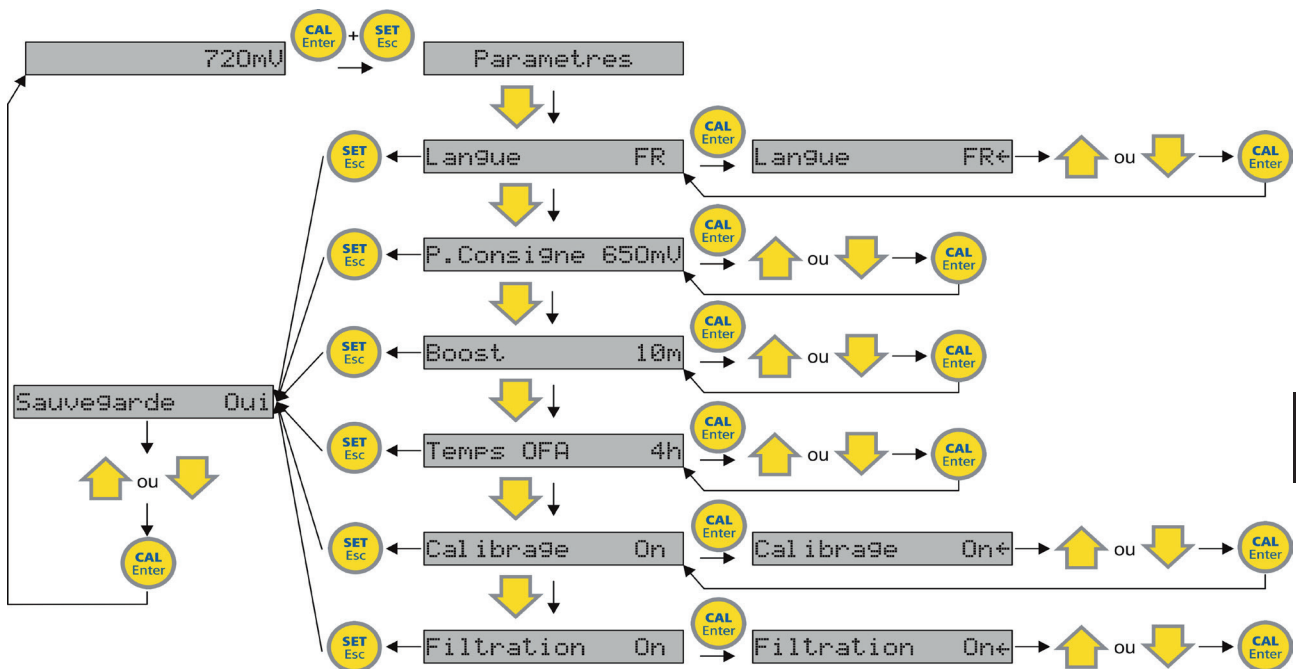 720mV
CAL
Enter
+
SET
Esc
Parametres
SET
Esc
Langue FR
CAL
Enter
Langue FR←
ou
CAL
Enter
SET
Esc
P.Consigne 650mV
CAL
Enter
ou
CAL
Enter
SET
Esc
Boost 10m
CAL
Enter
ou
CAL
Enter
Sauvegarde Oui
ou
CAL
Enter
SET
Esc
Temps OFA 4h
CAL
Enter
ou
CAL
Enter
SET
Esc
Calibrage On
CAL
Enter
Calibrage On←
ou
CAL
Enter
SET
Esc
Filtration On
CAL
Enter
Filtration On←
ou
CAL
Enter